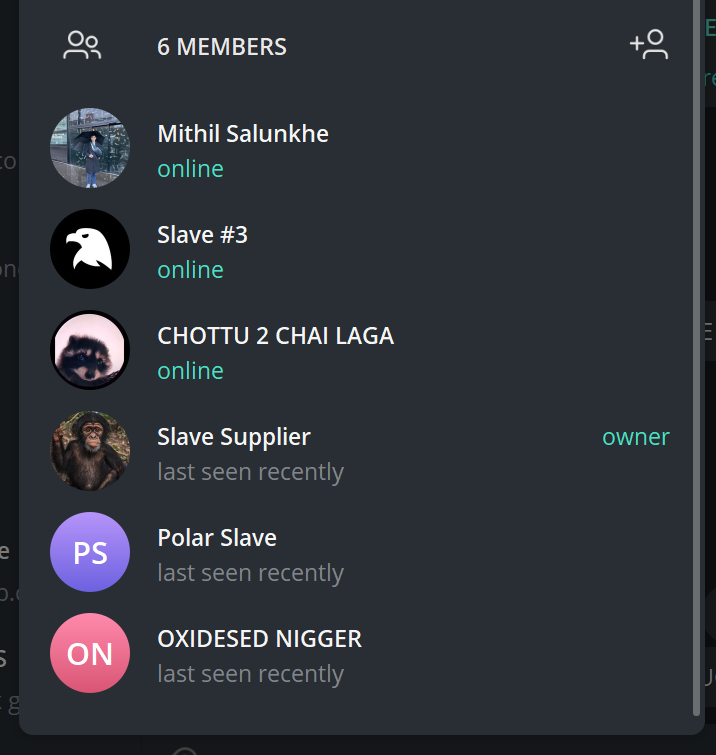 6 MEMBERS
Mithil Salunkhe
online
Slave #3
online
CHOTTU 2 CHAI LAGA
online
Slave Supplier
owner
last seen recently
PS
Polar Slave
last seen recently
ON
OXIDESED NIGGER
last seen recently